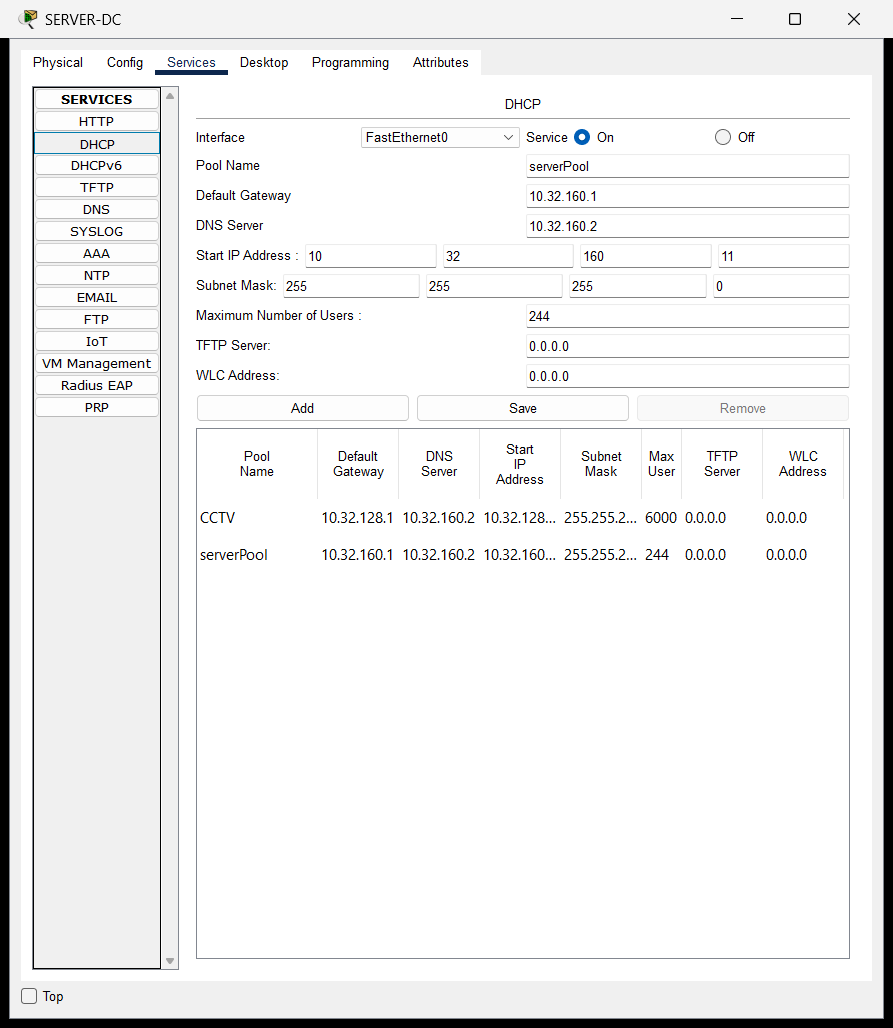 SERVER-DC
Physical Config Services Desktop Programming Attributes
SERVICES
HTTP
DHCP
DHCPv6
TFTP
DNS
SYSLOG
AAA
NTP
EMAIL
FTP
IoT
VM Management
Radius EAP
PRP
DHCP
Interface FastEthernet0 Service On Off
Pool Name serverPool
Default Gateway 10.32.160.1
DNS Server 10.32.160.2
Start IP Address : 10 32 160 11
Subnet Mask: 255 255 255 0
Maximum Number of Users : 244
TFTP Server: 0.0.0.0
WLC Address: 0.0.0.0
Add Save Remove
Pool Name Default Gateway DNS Server Start IP Address Subnet Mask Max User TFTP Server WLC Address
CCTV 10.32.128.1 10.32.160.2 10.32.128... 255.255.2... 6000 0.0.0.0 0.0.0.0
serverPool 10.32.160.1 10.32.160.2 10.32.160... 255.255.2... 244 0.0.0.0 0.0.0.0
Top